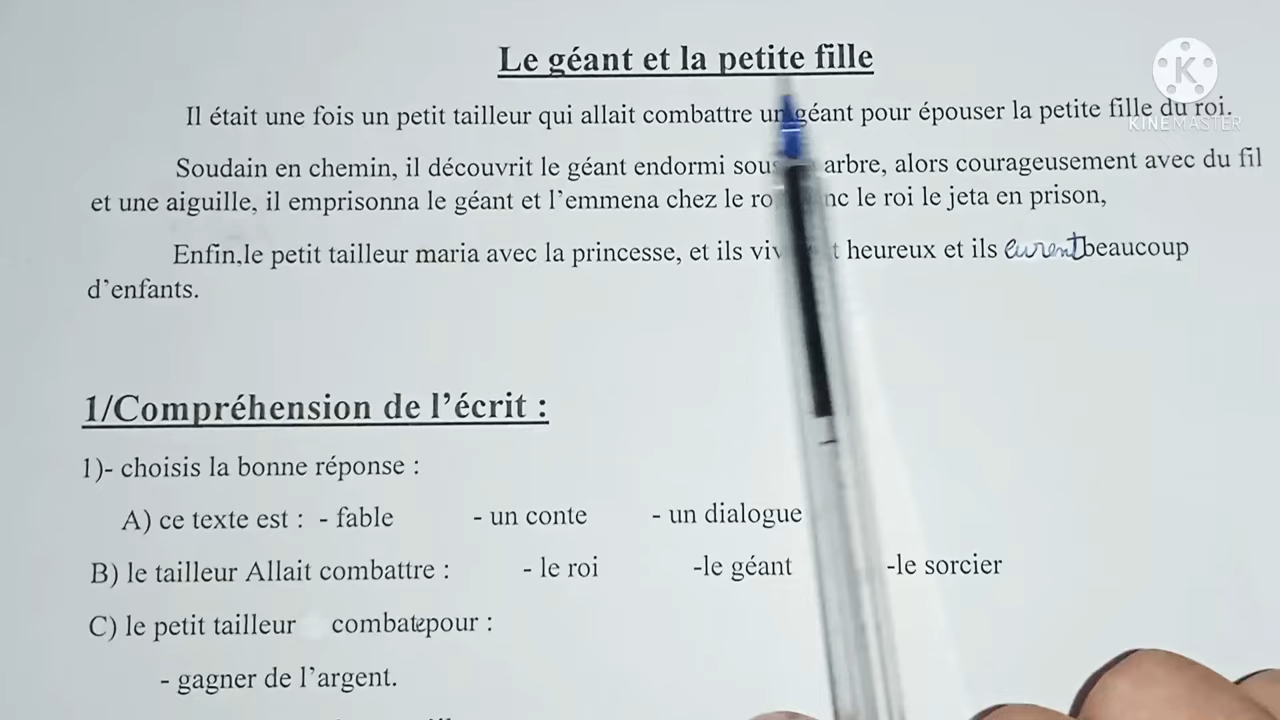 Le géant et la petite fille
KINEMASTER
Il était une fois un petit tailleur qui allait combattre un géant pour épouser la petite fille du roi.
Soudain en chemin, il découvrit le géant endormi sous arbre, alors courageusement avec du fil
et une aiguille, il emprisonna le géant et l'emmena chez le le roi le jeta en prison,
Enfin,le petit tailleur maria avec la princesse, et ils heureux et ils eurent beaucoup
d'enfants.
1/Compréhension de l'écrit :
1)- choisis la bonne réponse :
A) ce texte est : - fable - un conte - un dialogue
B) le tailleur Allait combattre : - le roi -le géant -le sorcier
C) le petit tailleur combatepour :
- gagner de l'argent.